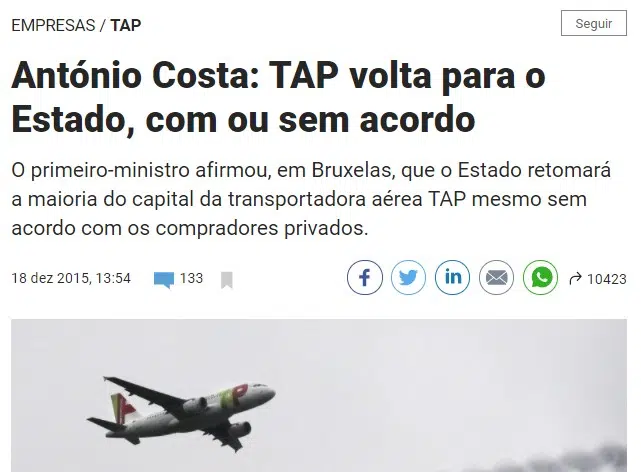 EMPRESAS / TAP
Seguir
António Costa: TAP volta para o
Estado, com ou sem acordo
O primeiro-ministro afirmou, em Bruxelas, que o Estado retomará
a maioria do capital da transportadora aérea TAP mesmo sem
acordo com os compradores privados.
18 dez 2015, 13:54 133 10423
TAP